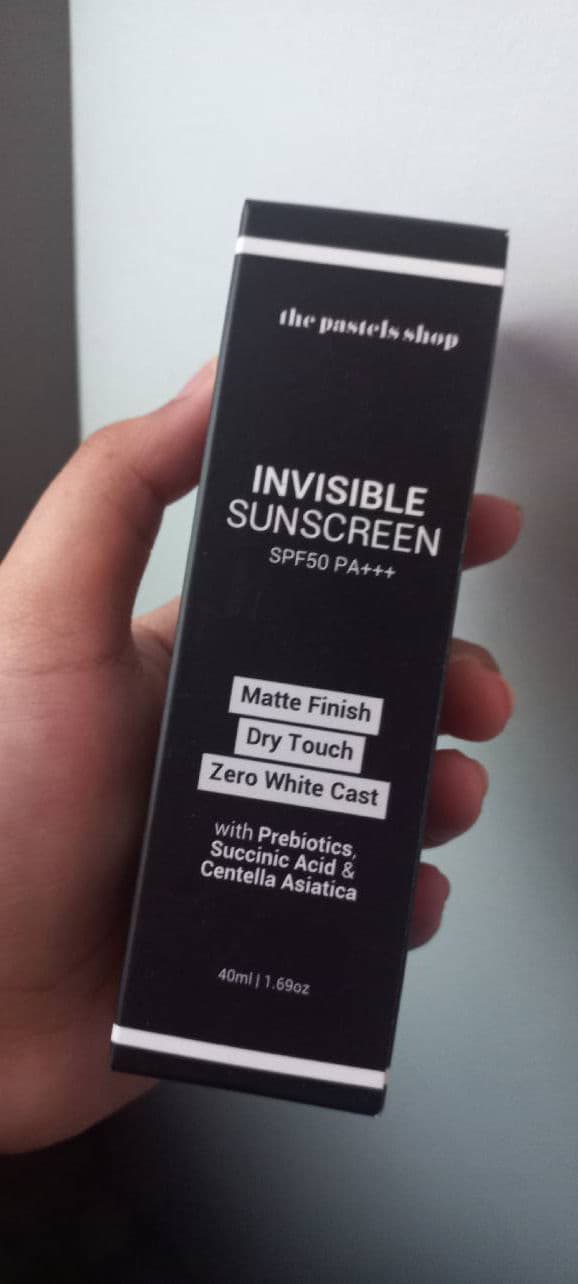 the pastels shop
INVISIBLE
SUNSCREEN
SPF50 PA+++
Matte Finish
Dry Touch
Zero White Cast
with Prebiotics,
Succinic Acid &
Centella Asiatica
40ml | 1.69oz